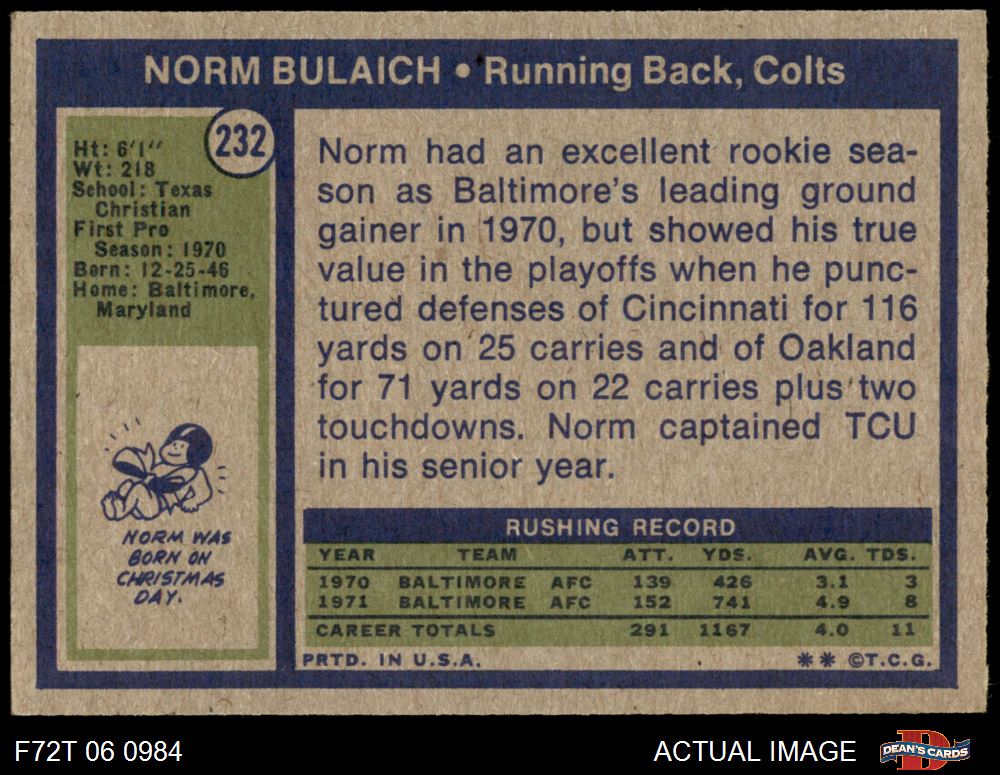 NORM BULAICH • Running Back, Colts
232
Ht: 6'1''
Wt: 218
School: Texas
Christian
First Pro
Season: 1970
Born: 12-25-46
Home: Baltimore,
Maryland
NORM WAS
BORN ON
CHRISTMAS
DAY.
Norm had an excellent rookie sea-
son as Baltimore's leading ground
gainer in 1970, but showed his true
value in the playoffs when he punc-
tured defenses of Cincinnati for 116
yards on 25 carries and of Oakland
for 71 yards on 22 carries plus two
touchdowns. Norm captained TCU
in his senior year.
RUSHING RECORD
YEAR TEAM ATT. YDS. AVG. TDS.
1970 BALTIMORE AFC 139 426 3.1 3
1971 BALTIMORE AFC 152 741 4.9 8
CAREER TOTALS 291 1167 4.0 11
PRTD. IN U.S.A. ** ©T.C.G.
F72T 06 0984 ACTUAL IMAGE D DEAN'S CARDS